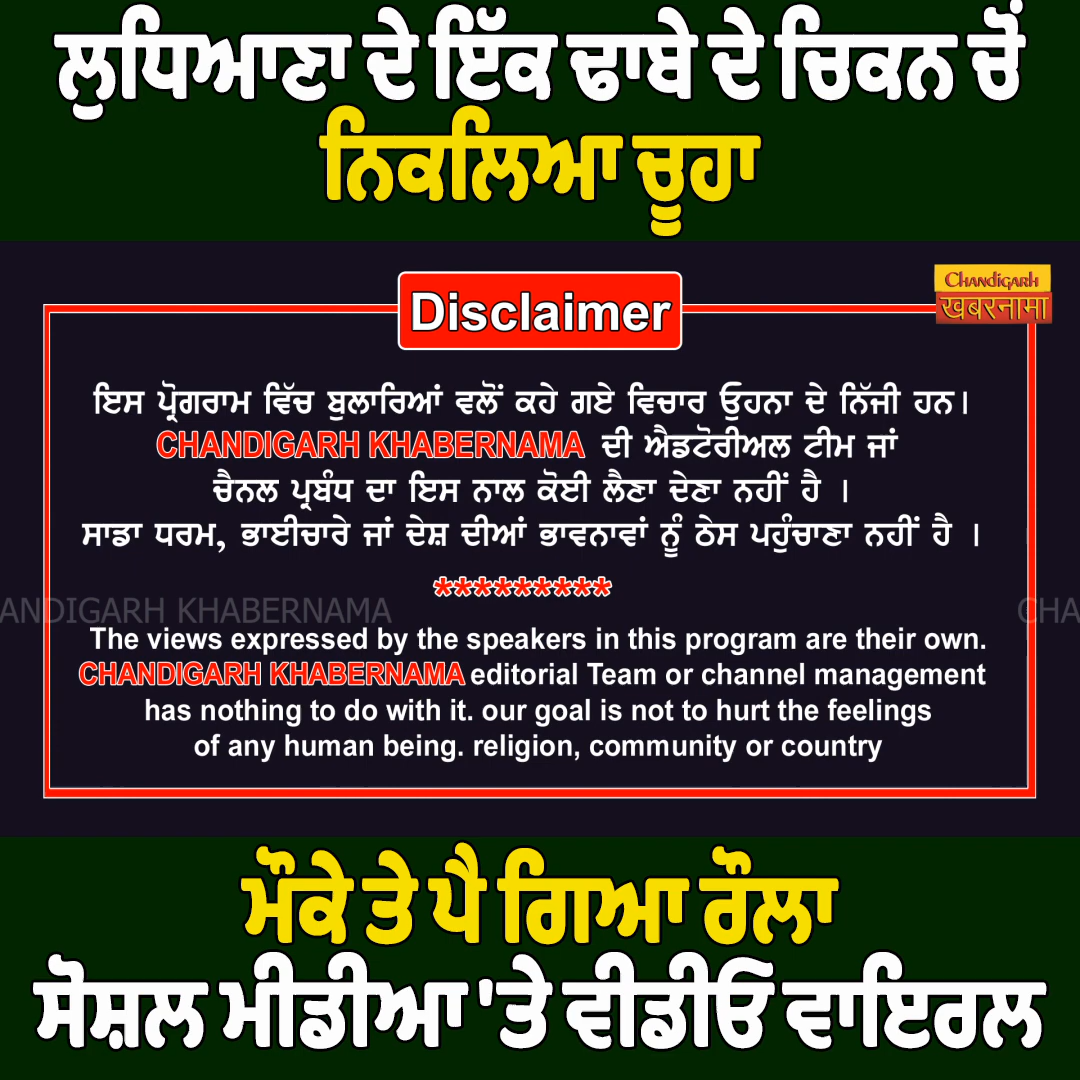 ਲੁਧਿਆਣਾ ਦੇ ਇੱਕ ਢਾਬੇ ਦੇ ਚਿਕਨ ਚੋਂ
ਨਿਕਲਿਆ ਚੂਹਾ
Chandigarh
खबरनामा
Disclaimer
ਇਸ ਪ੍ਰੋਗਰਾਮ ਵਿੱਚ ਬੁਲਾਰਿਆਂ ਵਲੋਂ ਕਹੇ ਗਏ ਵਿਚਾਰ ਓੁਹਨਾ ਦੇ ਨਿੱਜੀ ਹਨ।
CHANDIGARH KHABERNAMA ਦੀ ਐਡਟੋਰੀਅਲ ਟੀਮ ਜਾਂ
ਚੈਨਲ ਪ੍ਰਬੰਧ ਦਾ ਇਸ ਨਾਲ ਕੋਈ ਲੈਣਾ ਦੇਣਾ ਨਹੀਂ ਹੈ ।
ਸਾਡਾ ਧਰਮ, ਭਾਈਚਾਰੇ ਜਾਂ ਦੇਸ਼ ਦੀਆਂ ਭਾਵਨਾਵਾਂ ਨੂੰ ਠੇਸ ਪਹੁੰਚਾਣਾ ਨਹੀਂ ਹੈ ।
*********
ANDIGARH KHABERNAMA CHA
The views expressed by the speakers in this program are their own.
CHANDIGARH KHABERNAMA editorial Team or channel management
has nothing to do with it. our goal is not to hurt the feelings
of any human being. religion, community or country
ਮੌਕੇ ਤੇ ਪੈ ਗਿਆ ਰੌਲਾ
ਸੋਸ਼ਲ ਮੀਡੀਆ 'ਤੇ ਵੀਡੀਓ ਵਾਇਰਲ